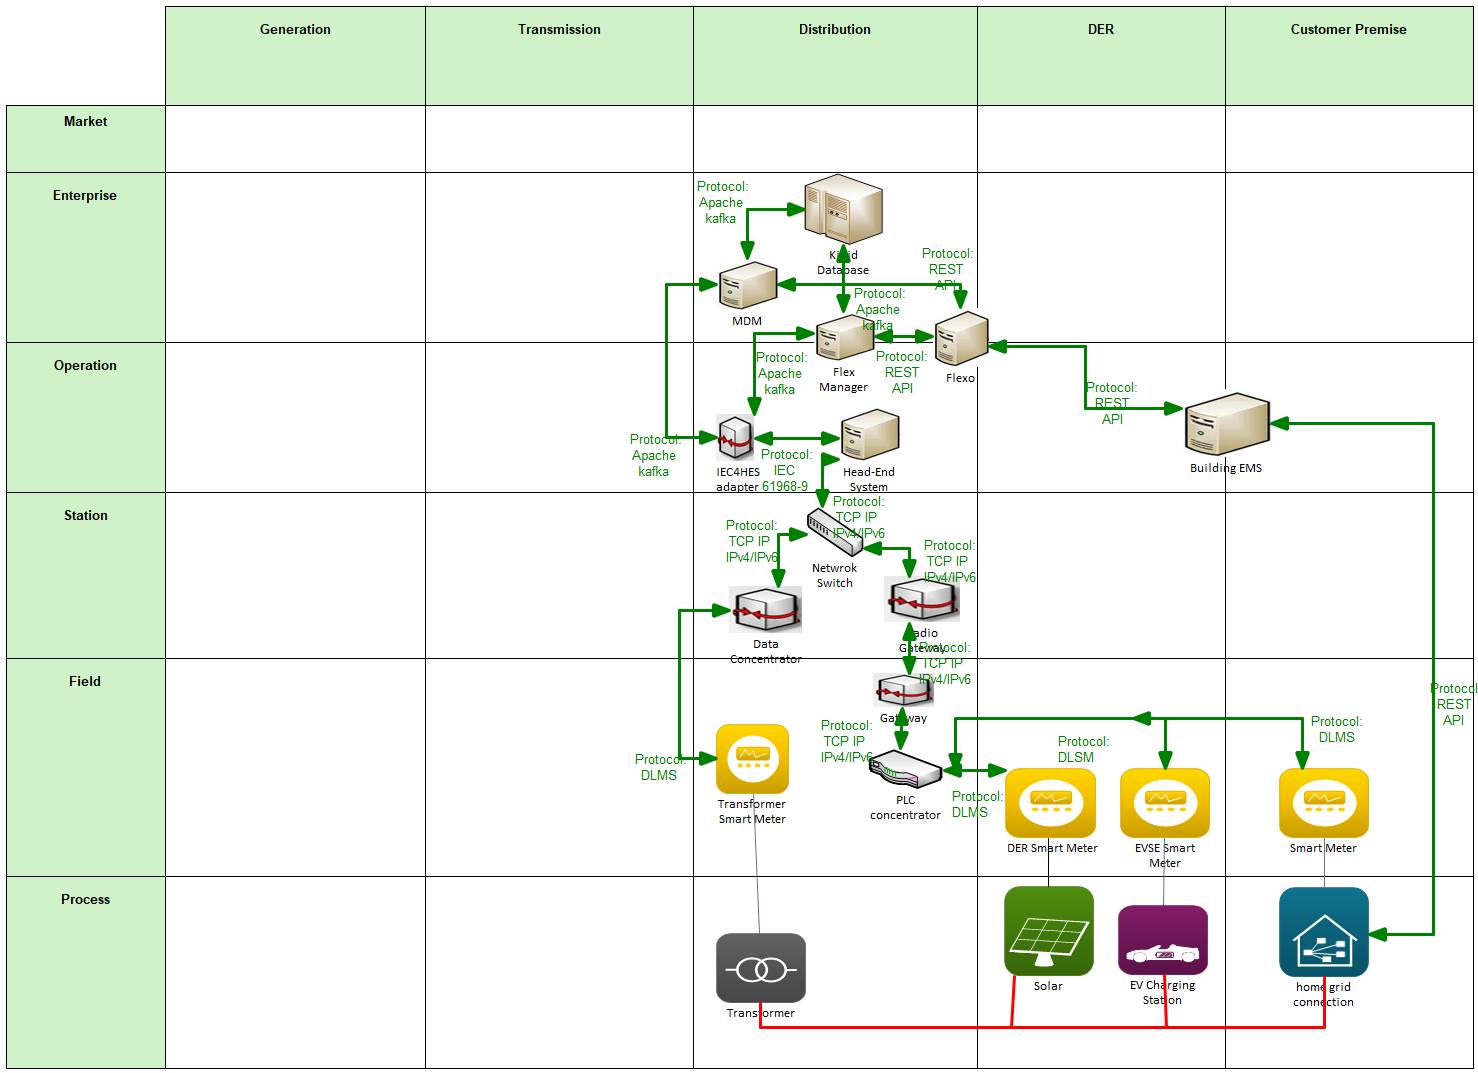 Generation
Transmission
Distribution
DER
Customer Premise
Market
Enterprise
Protocol:
Apache
kafka
Database
Protocol:
REST
API
MDM
Protocol:
Apache
kafka
Operation
Protocol:
Apache
kafka
Flex
Manager
Protocol:
REST
API
Flexo
Protocol:
REST
API
Protocol:
Apache
kafka
IEC4HES
adapter
Protocol:
IEC
61968-9
Head-End
System
Building EMS
Station
Protocol:
TCP IP
IPv4/IPv6
Protocol:
TCP IP
IPv4/IPv6
Netwrok
Switch
Protocol:
TCP IP
IPv4/IPv6
Data
Concentrator
Radio
Gateway
Protocol:
TCP IP
IPv4/IPv6
Field
Gateway
Protocol:
TCP IP
IPv4/IPv6
Protocol:
REST
API
Protocol:
DLMS
Protocol:
DLSM
Protocol:
DLMS
Transformer
Smart Meter
PLC
concentrator
Protocol:
DLMS
DER Smart Meter
EVSE Smart
Meter
Smart Meter
Process
Transformer
Solar
EV Charging
Station
home grid
connection